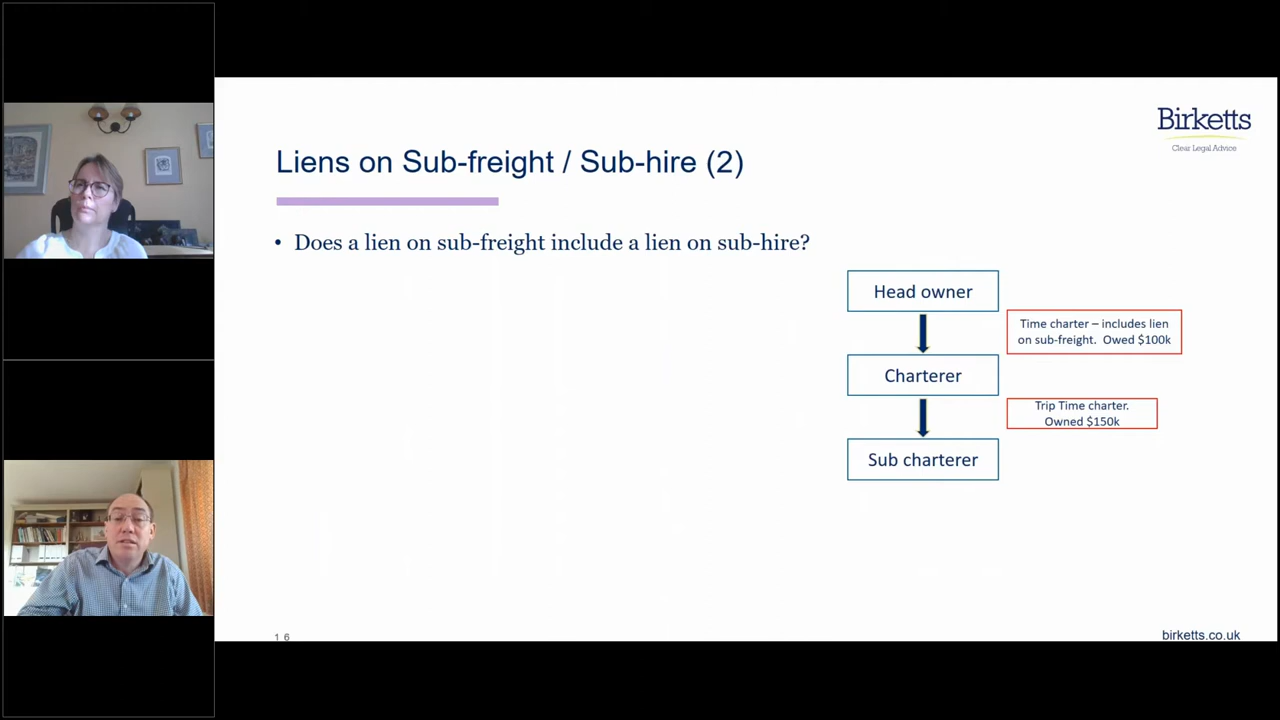 Birketts
Clear Legal Advice
Liens on Sub-freight / Sub-hire (2)
• Does a lien on sub-freight include a lien on sub-hire?
Head owner
Time charter – includes lien
on sub-freight. Owed $100k
Charterer
Trip Time charter.
Owned $150k
Sub charterer
16
birketts.co.uk